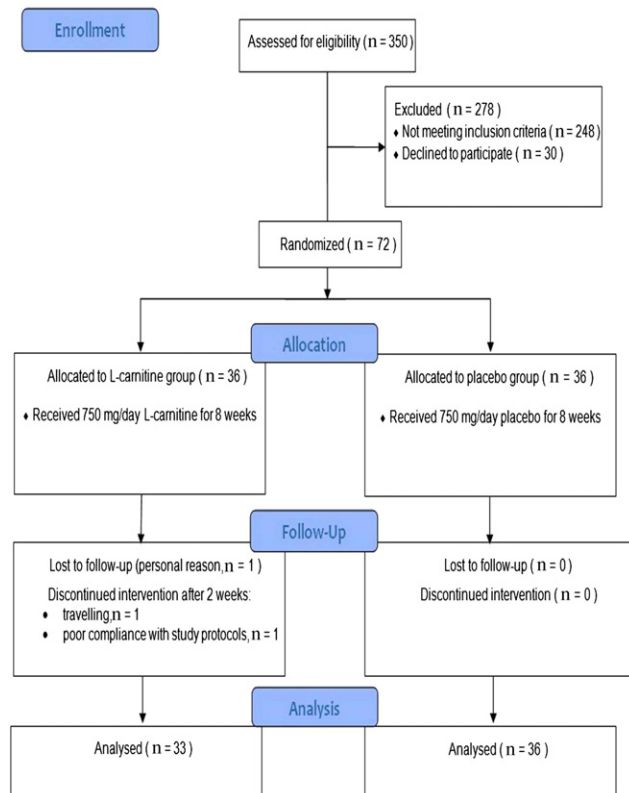 Enrollment
Assessed for eligibility (n = 350)
Excluded (n = 278)
♦ Not meeting inclusion criteria (n = 248)
♦ Declined to participate (n = 30)
Randomized (n = 72)
Allocation
Allocated to L-carnitine group (n = 36)
♦ Received 750 mg/day L-carnitine for 8 weeks
Allocated to placebo group (n = 36)
♦ Received 750 mg/day placebo for 8 weeks
Follow-Up
Lost to follow-up (personal reason,n = 1)
Discontinued intervention after 2 weeks:
• travelling,n = 1
• poor compliance with study protocols,n = 1
Lost to follow-up (n = 0)
Discontinued intervention (n = 0)
Analysis
Analysed (n = 33)
Analysed (n = 36)